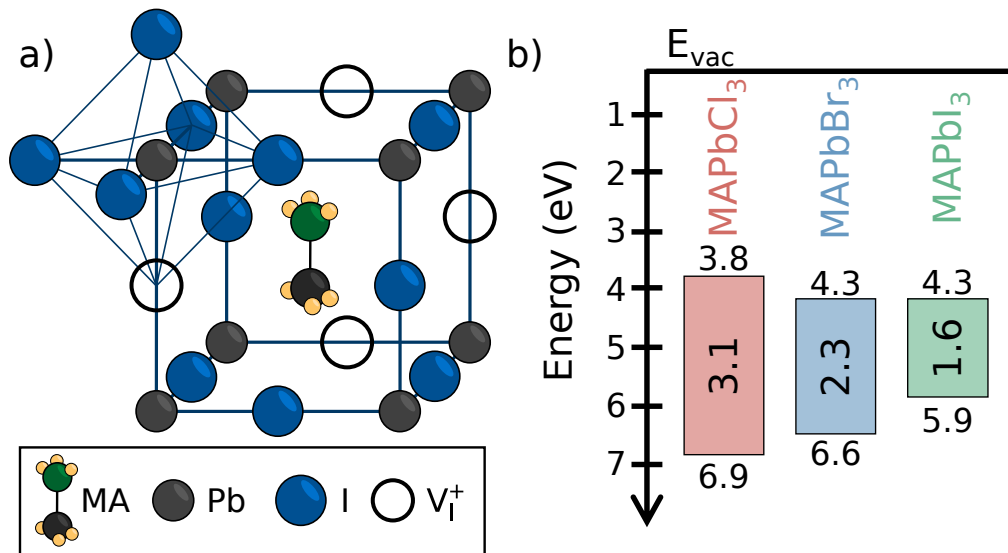 a)
MA
Pb
I
V_I^+
b)
E_vac
Energy (eV)
1
2
3
4
5
6
7
MAPbCl_3
MAPbBr_3
MAPbI_3
3.8
4.3
4.3
3.1
2.3
1.6
6.9
6.6
5.9